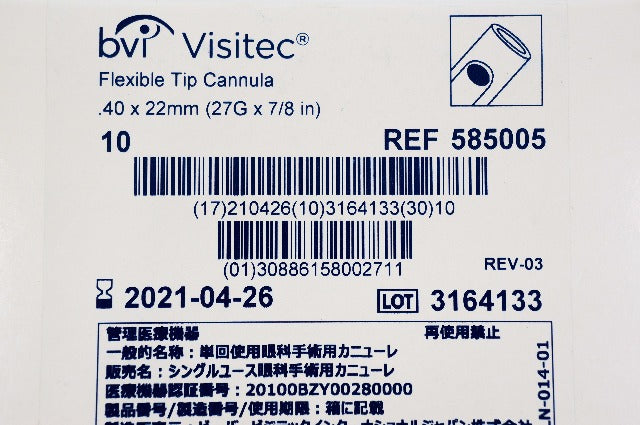 bvi Visitec®
Flexible Tip Cannula
.40 x 22mm (27G x 7/8 in)
10 REF 585005
(17)210426(10)3164133(30)10
(01)30886158002711
REV-03
2021-04-26 LOT 3164133
管理医療機器 再使用禁止
一般的名称：単回使用眼科手術用カニューレ
販売名：シングルユース眼科手術用カニューレ
医療機器認証番号：20100BZY00280000
製品番号/製造番号/使用期限：箱に記載
LN-014-01